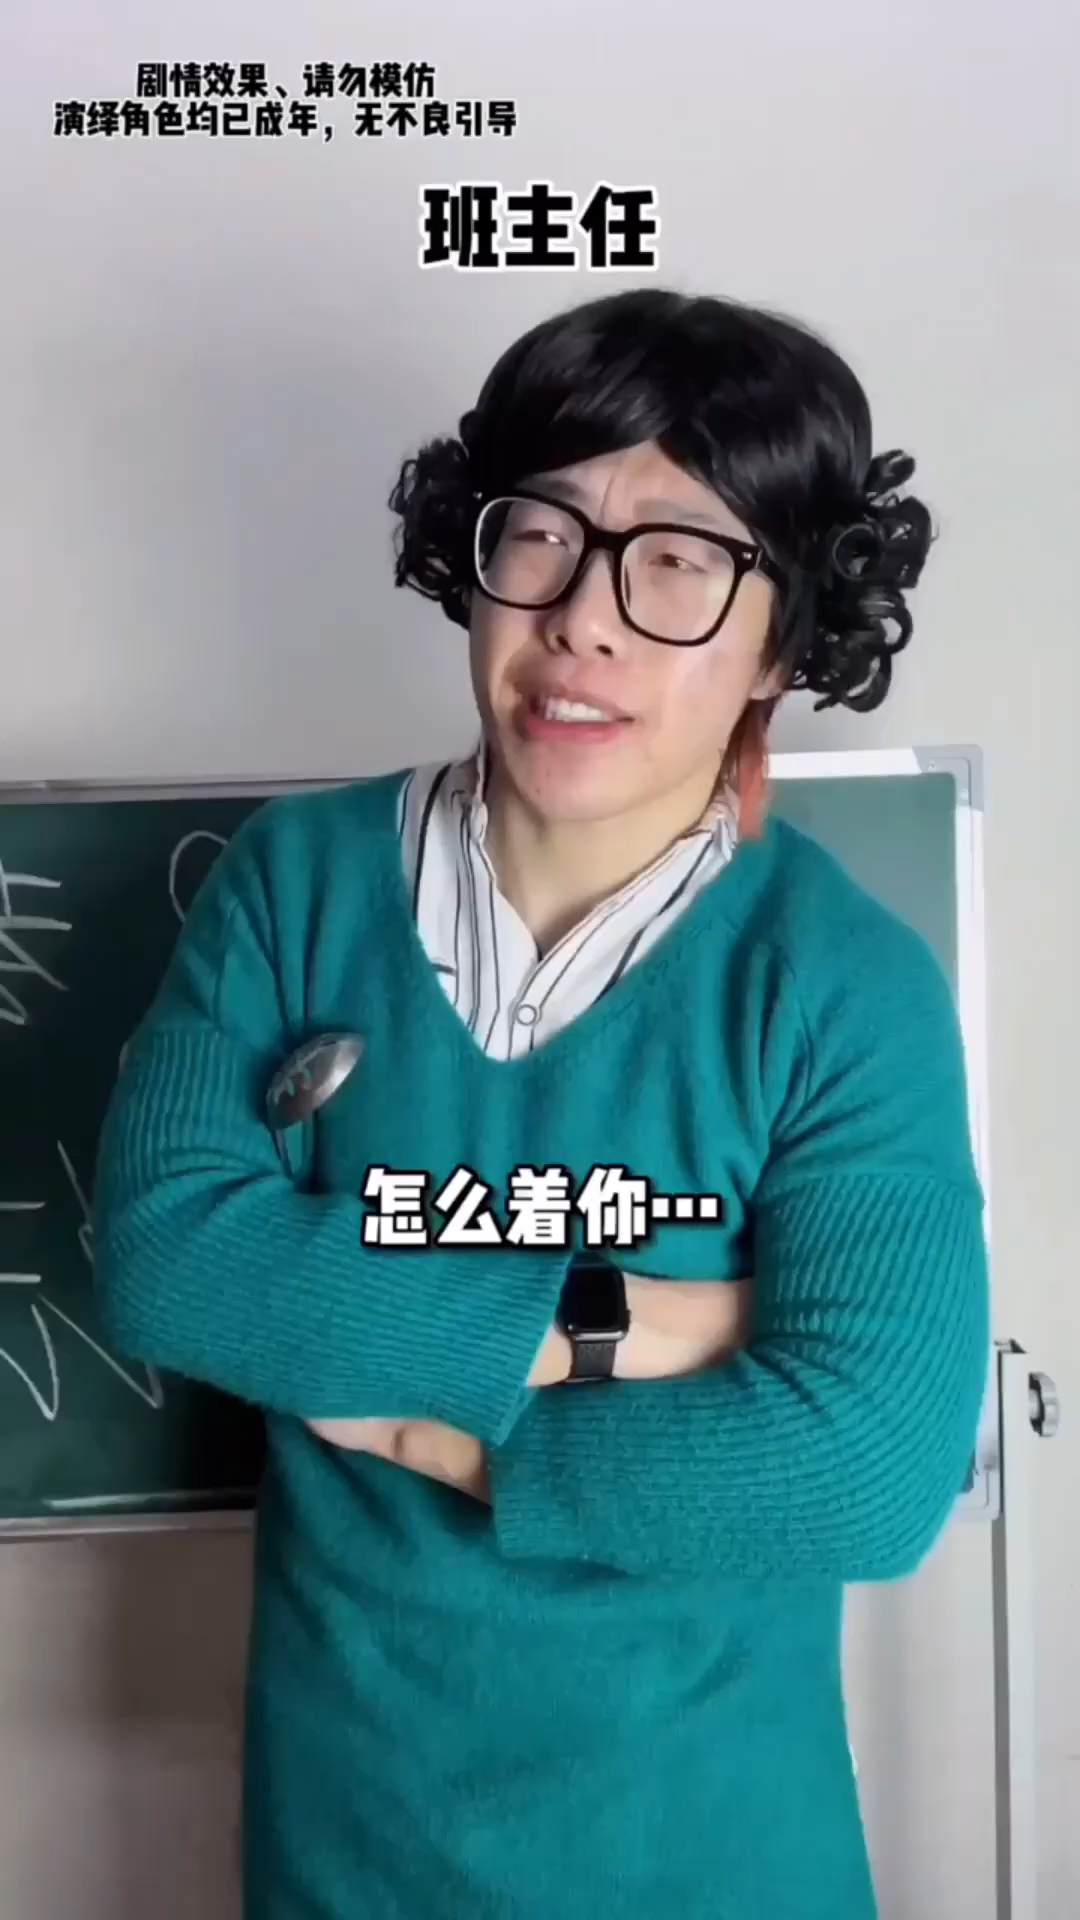 剧情效果、请勿模仿
演绎角色均已成年，无不良引导
班主任
怎么着你…